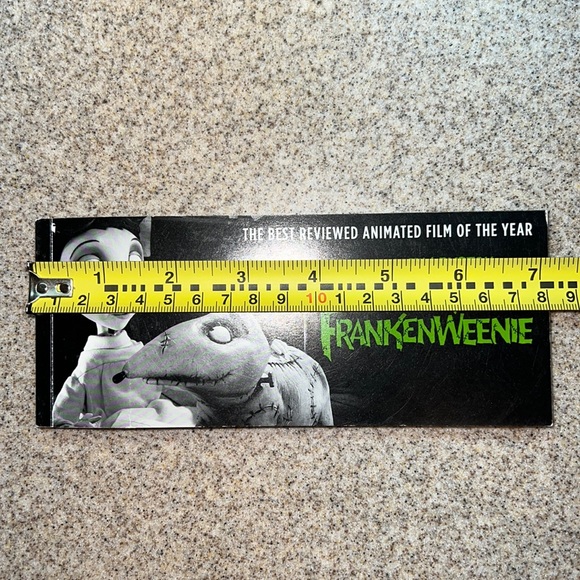 THE BEST REVIEWED ANIMATED FILM OF THE YEAR
1 2 3 4 5 6 7
2 3 4 5 6 7 8 9 10 1 2 3 4 5 6 7 8 9
FRANKENWEENIE